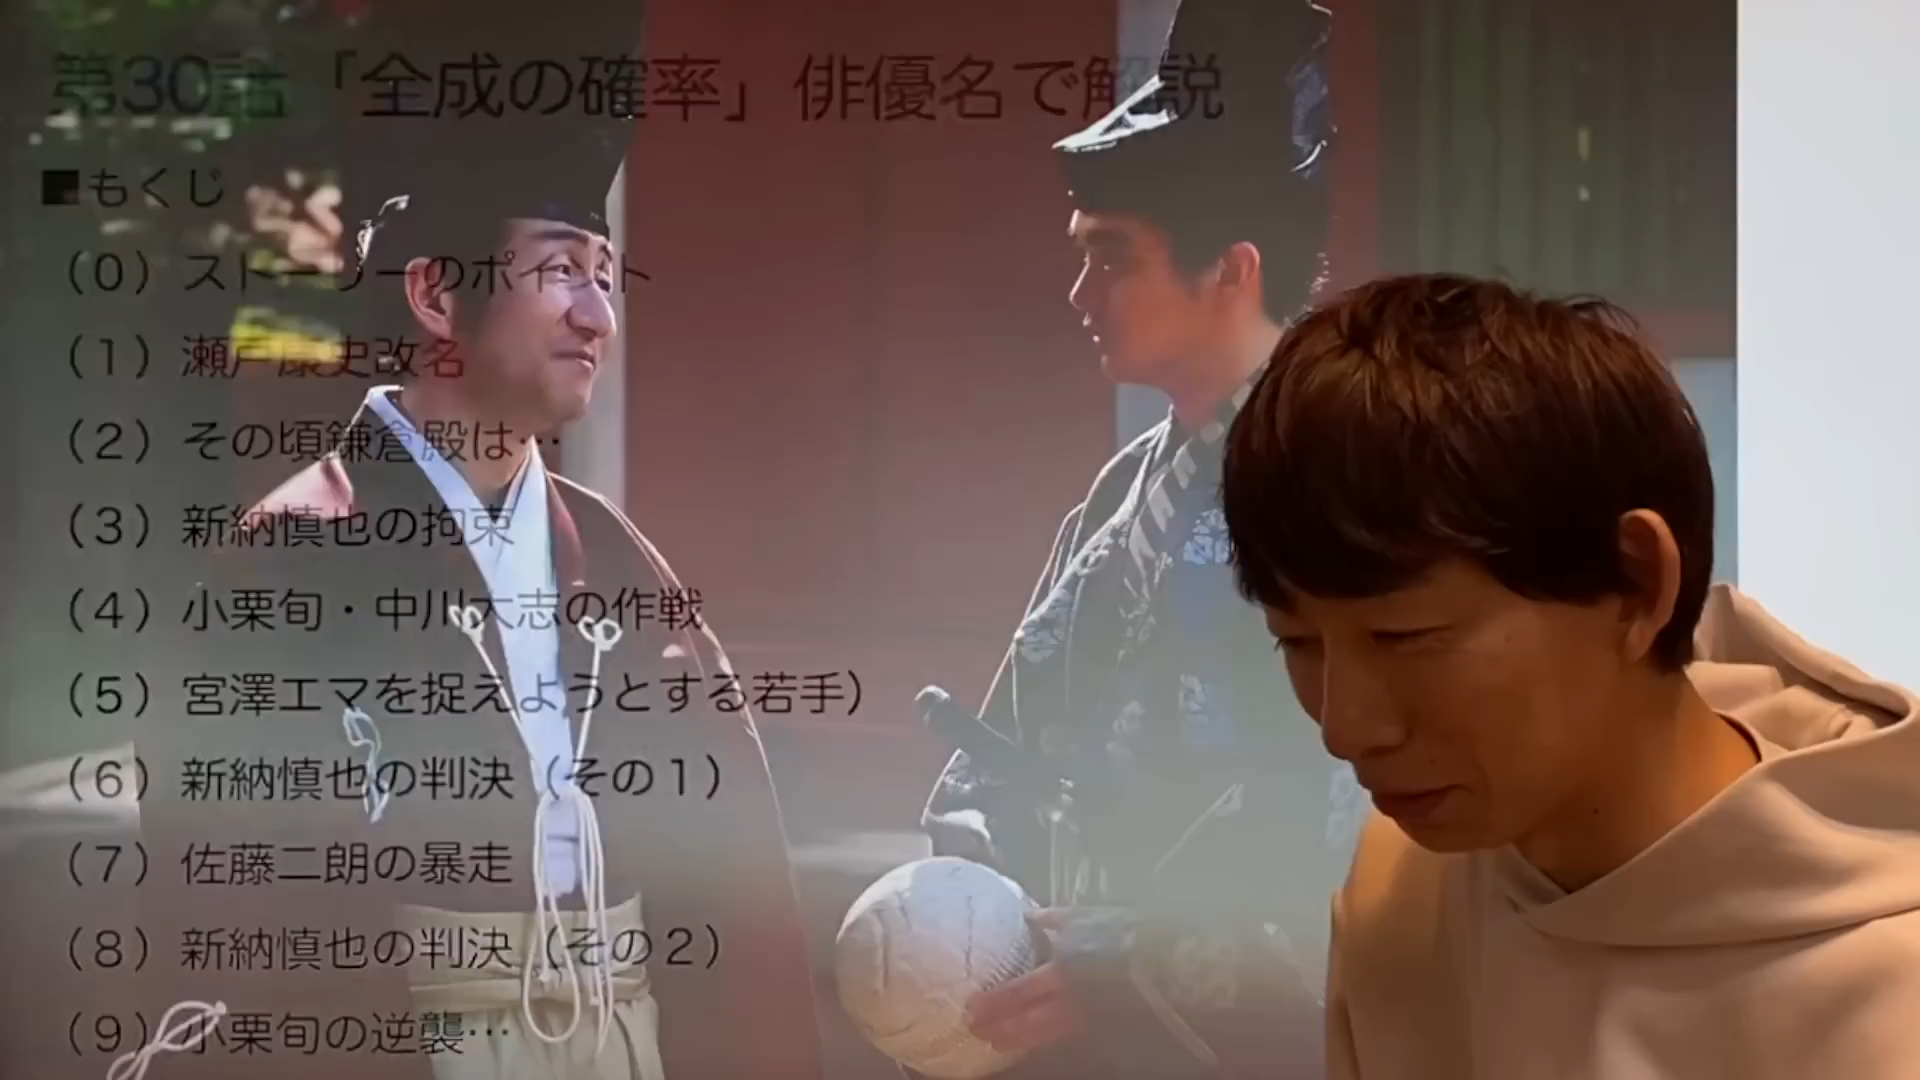 第30話「全成の確率」俳優名で解説
■もくじ
（0）ストーリーのポイント
（1）瀬戸康史改名
（2）その頃鎌倉殿は…
（3）新納慎也の拘束
（4）小栗旬・中川大志の作戦
（5）宮澤エマを捉えようとする若手）
（6）新納慎也の判決（その1）
（7）佐藤二朗の暴走
（8）新納慎也の判決（その2）
（9）小栗旬の逆襲…